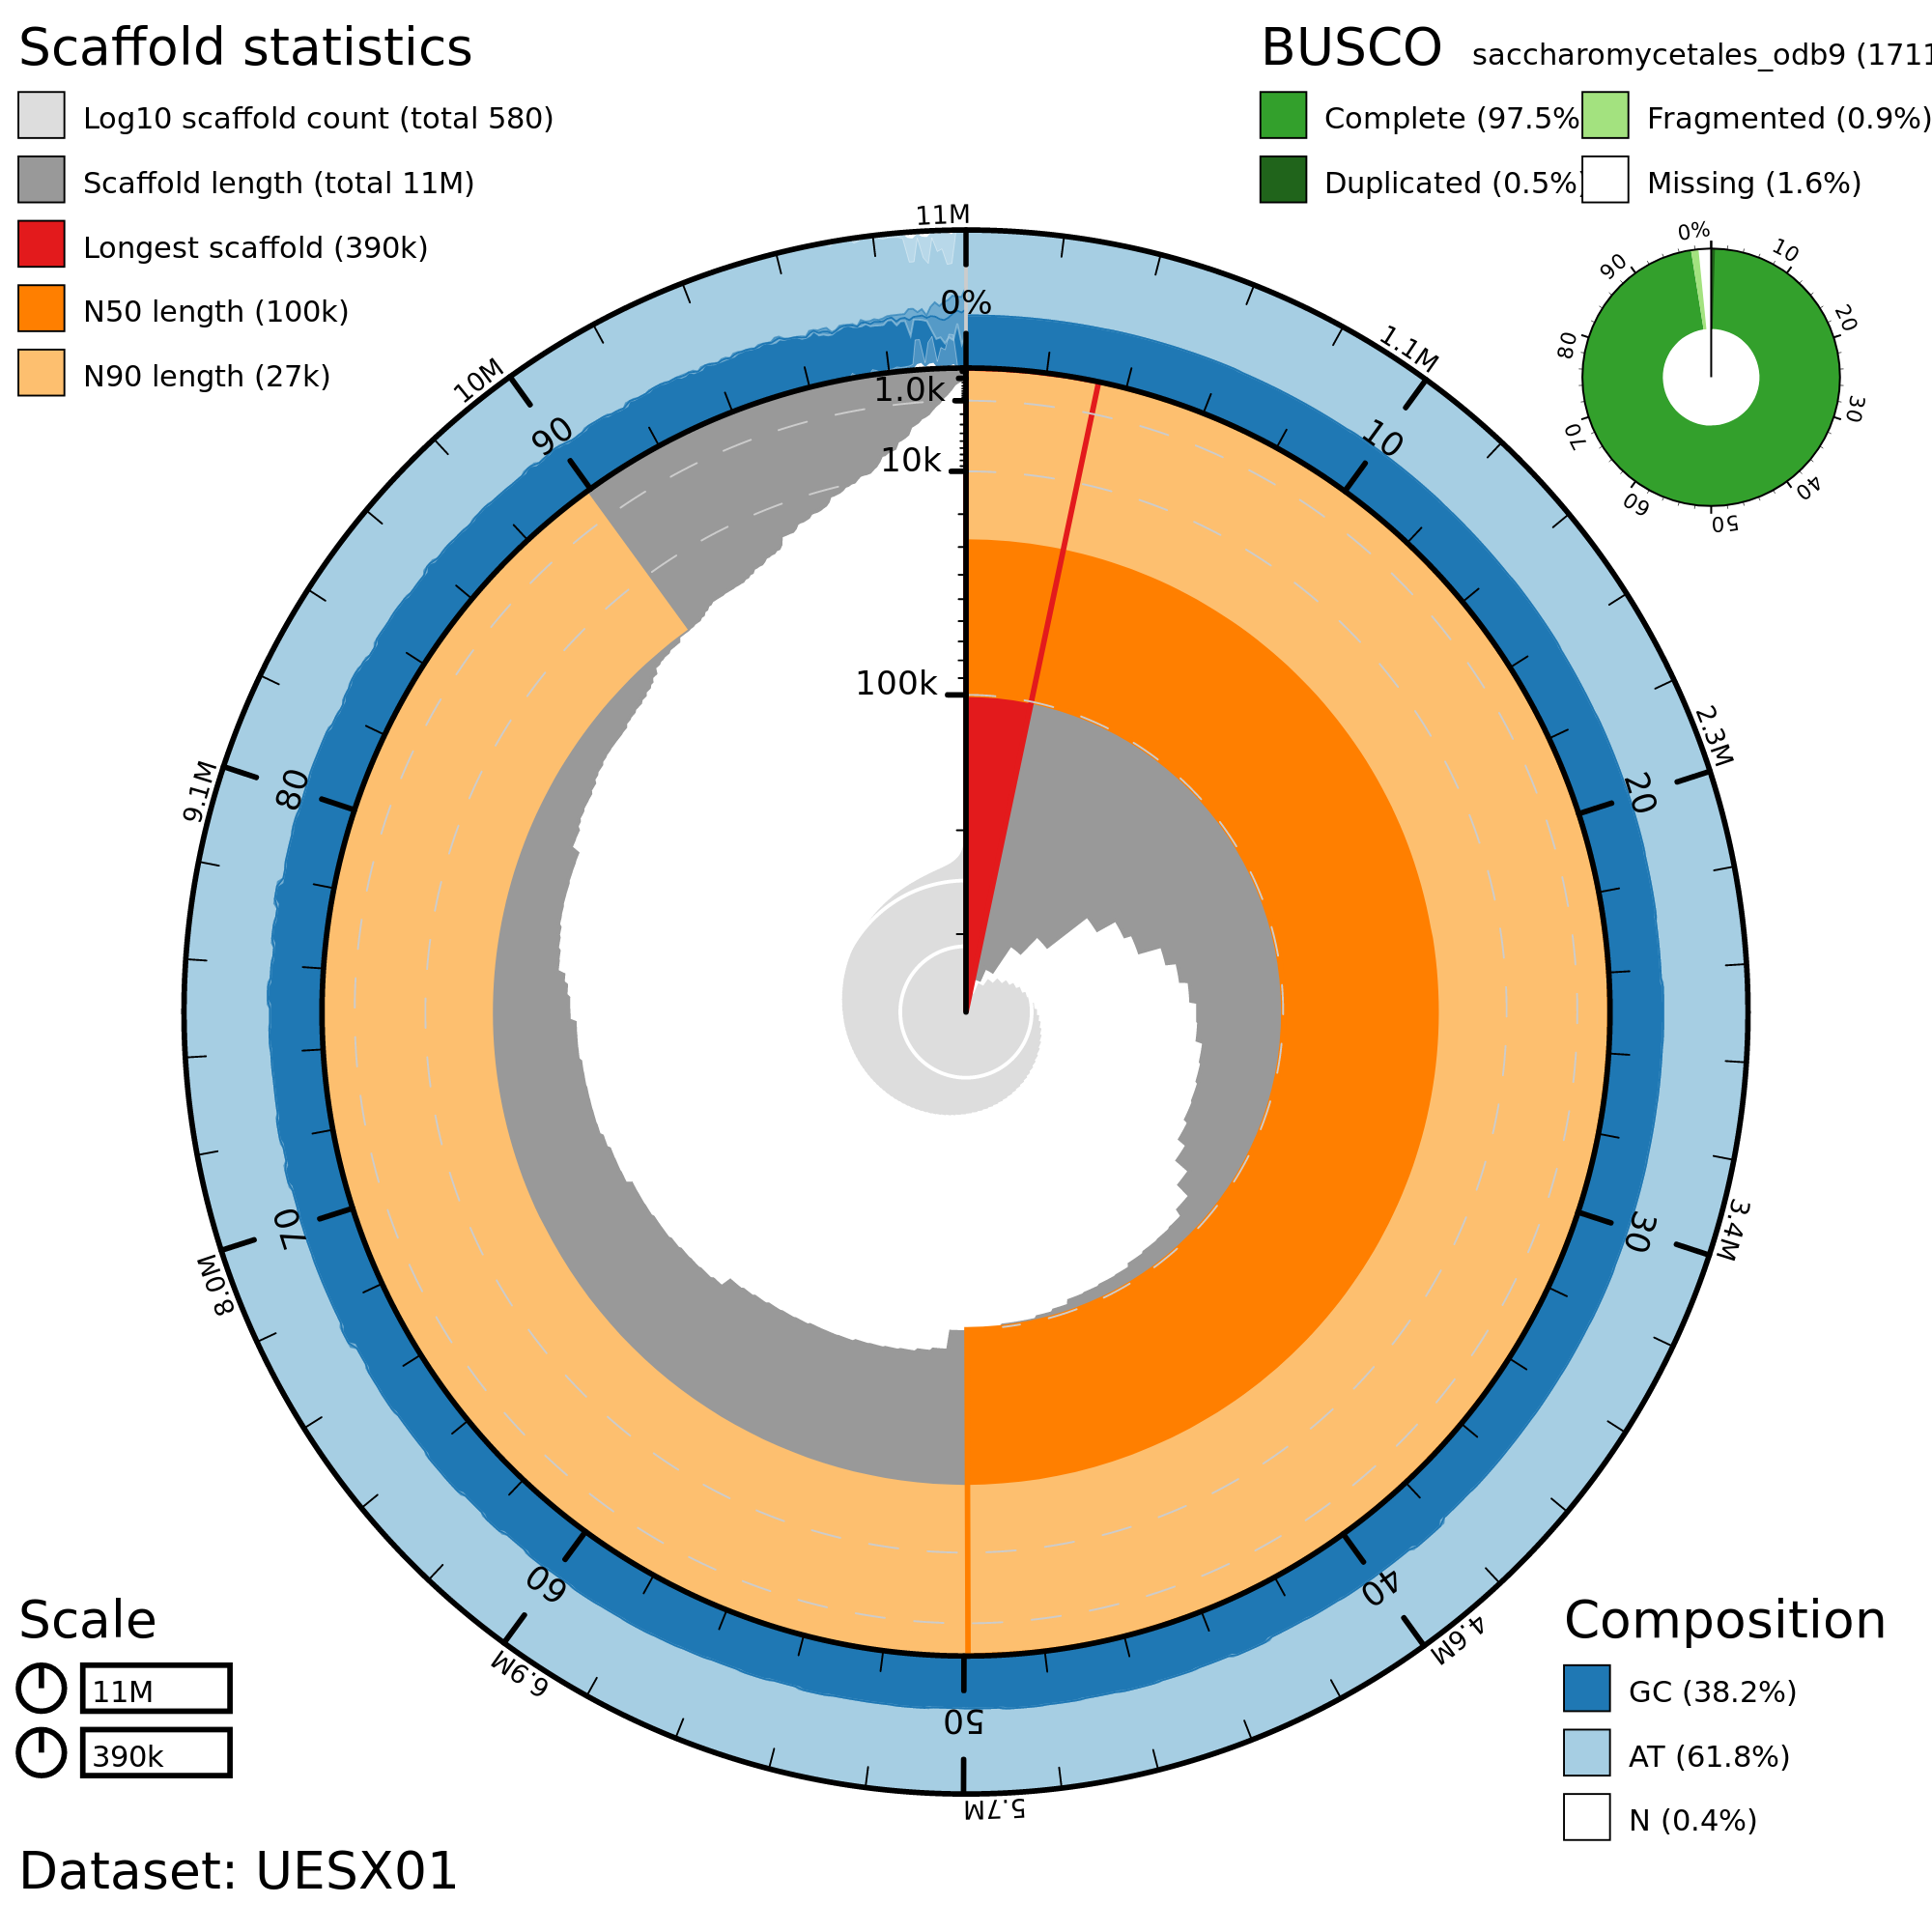 Scaffold statistics
Log10 scaffold count (total 580)
Scaffold length (total 11M)
Longest scaffold (390k)
N50 length (100k)
N90 length (27k)
BUSCO saccharomycetales_odb9 (1711
Complete (97.5%
Fragmented (0.9%)
Duplicated (0.5%)
Missing (1.6%)
0%
10
20
30
40
50
60
70
80
90
11M
1.1M
2.3M
3.4M
4.6M
5.7M
6.9M
8.0M
9.1M
10M
0%
10
20
30
40
50
60
70
80
90
1.0k
10k
100k
Scale
11M
390k
Composition
GC (38.2%)
AT (61.8%)
N (0.4%)
Dataset: UESX01